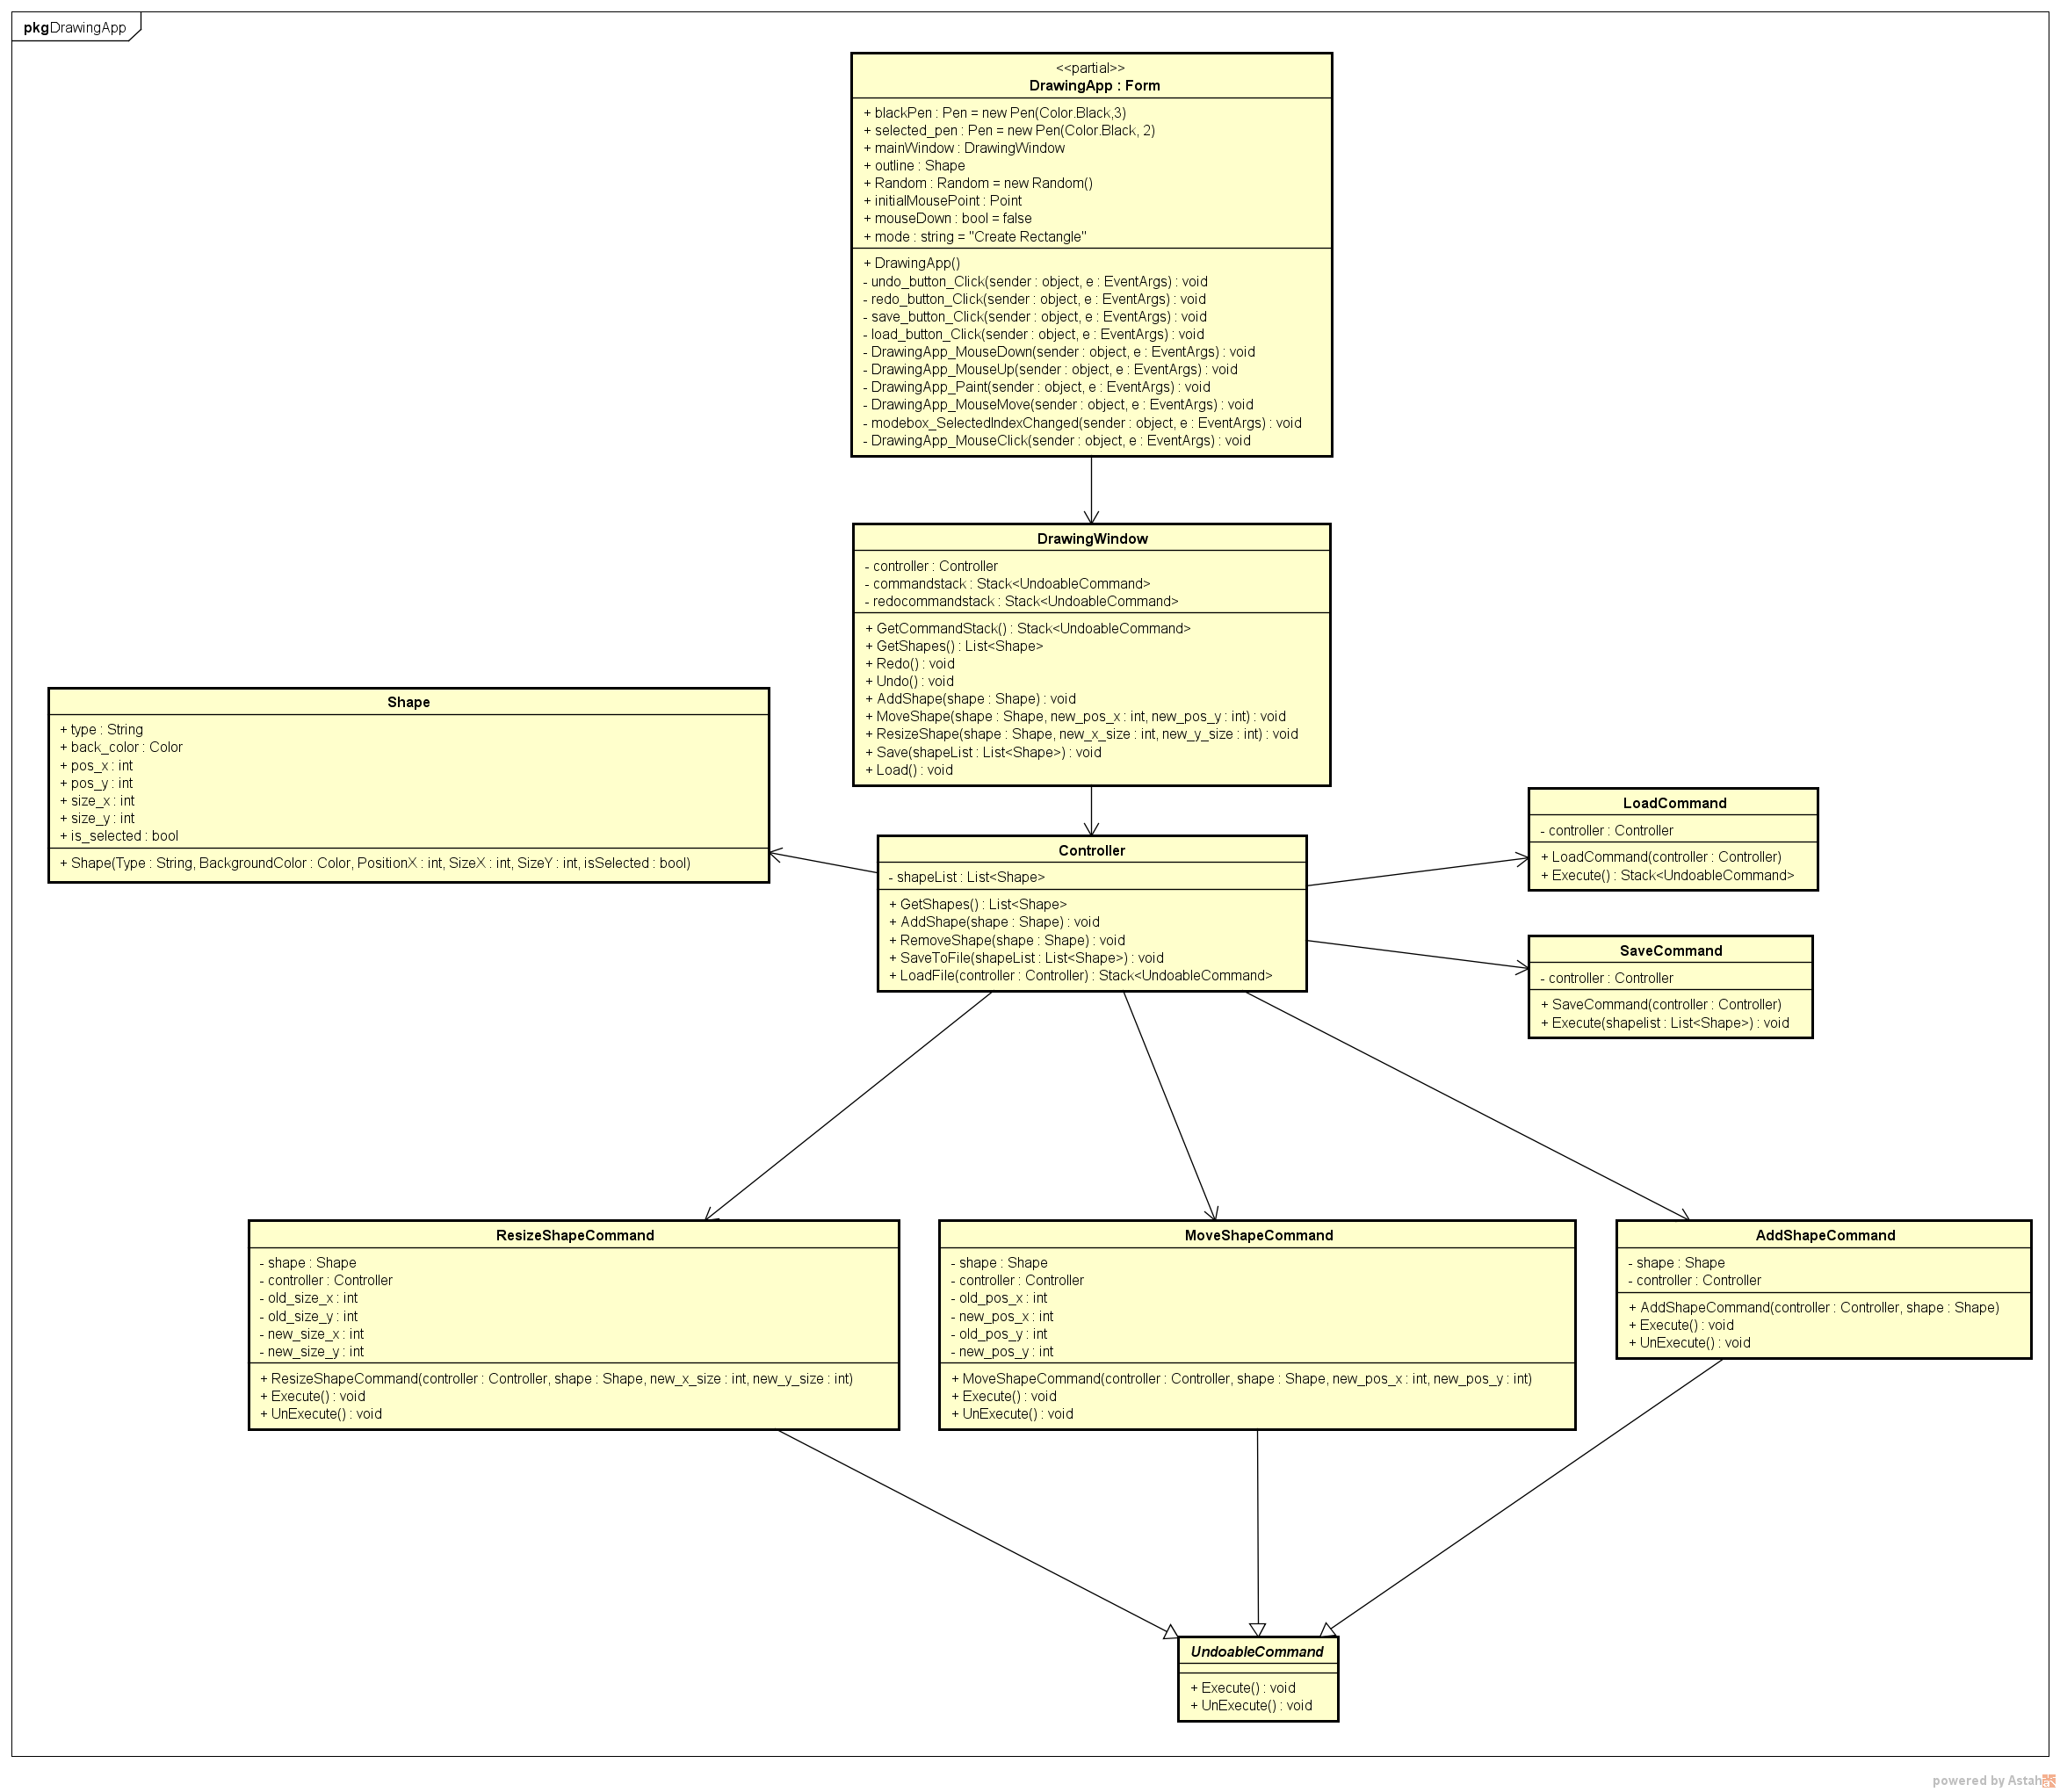 pkg DrawingApp
<<partial>>
DrawingApp : Form
+ blackPen : Pen = new Pen(Color.Black,3)
+ selected_pen : Pen = new Pen(Color.Black, 2)
+ mainWindow : DrawingWindow
+ outline : Shape
+ Random : Random = new Random()
+ initialMousePoint : Point
+ mouseDown : bool = false
+ mode : string = "Create Rectangle"
+ DrawingApp()
- undo_button_Click(sender : object, e : EventArgs) : void
- redo_button_Click(sender : object, e : EventArgs) : void
- save_button_Click(sender : object, e : EventArgs) : void
- load_button_Click(sender : object, e : EventArgs) : void
- DrawingApp_MouseDown(sender : object, e : EventArgs) : void
- DrawingApp_MouseUp(sender : object, e : EventArgs) : void
- DrawingApp_Paint(sender : object, e : EventArgs) : void
- DrawingApp_MouseMove(sender : object, e : EventArgs) : void
- modebox_SelectedIndexChanged(sender : object, e : EventArgs) : void
- DrawingApp_MouseClick(sender : object, e : EventArgs) : void
DrawingWindow
- controller : Controller
- commandstack : Stack<UndoableCommand>
- redocommandstack : Stack<UndoableCommand>
+ GetCommandStack() : Stack<UndoableCommand>
+ GetShapes() : List<Shape>
+ Redo() : void
+ Undo() : void
+ AddShape(shape : Shape) : void
+ MoveShape(shape : Shape, new_pos_x : int, new_pos_y : int) : void
+ ResizeShape(shape : Shape, new_x_size : int, new_y_size : int) : void
+ Save(shapeList : List<Shape>) : void
+ Load() : void
Shape
+ type : String
+ back_color : Color
+ pos_x : int
+ pos_y : int
+ size_x : int
+ size_y : int
+ is_selected : bool
+ Shape(Type : String, BackgroundColor : Color, PositionX : int, SizeX : int, SizeY : int, isSelected : bool)
Controller
- shapeList : List<Shape>
+ GetShapes() : List<Shape>
+ AddShape(shape : Shape) : void
+ RemoveShape(shape : Shape) : void
+ SaveToFile(shapeList : List<Shape>) : void
+ LoadFile(controller : Controller) : Stack<UndoableCommand>
LoadCommand
- controller : Controller
+ LoadCommand(controller : Controller)
+ Execute() : Stack<UndoableCommand>
SaveCommand
- controller : Controller
+ SaveCommand(controller : Controller)
+ Execute(shapelist : List<Shape>) : void
ResizeShapeCommand
- shape : Shape
- controller : Controller
- old_size_x : int
- old_size_y : int
- new_size_x : int
- new_size_y : int
+ ResizeShapeCommand(controller : Controller, shape : Shape, new_x_size : int, new_y_size : int)
+ Execute() : void
+ UnExecute() : void
MoveShapeCommand
- shape : Shape
- controller : Controller
- old_pos_x : int
- new_pos_x : int
- old_pos_y : int
- new_pos_y : int
+ MoveShapeCommand(controller : Controller, shape : Shape, new_pos_x : int, new_pos_y : int)
+ Execute() : void
+ UnExecute() : void
AddShapeCommand
- shape : Shape
- controller : Controller
+ AddShapeCommand(controller : Controller, shape : Shape)
+ Execute() : void
+ UnExecute() : void
UndoableCommand
+ Execute() : void
+ UnExecute() : void
powered by Astah